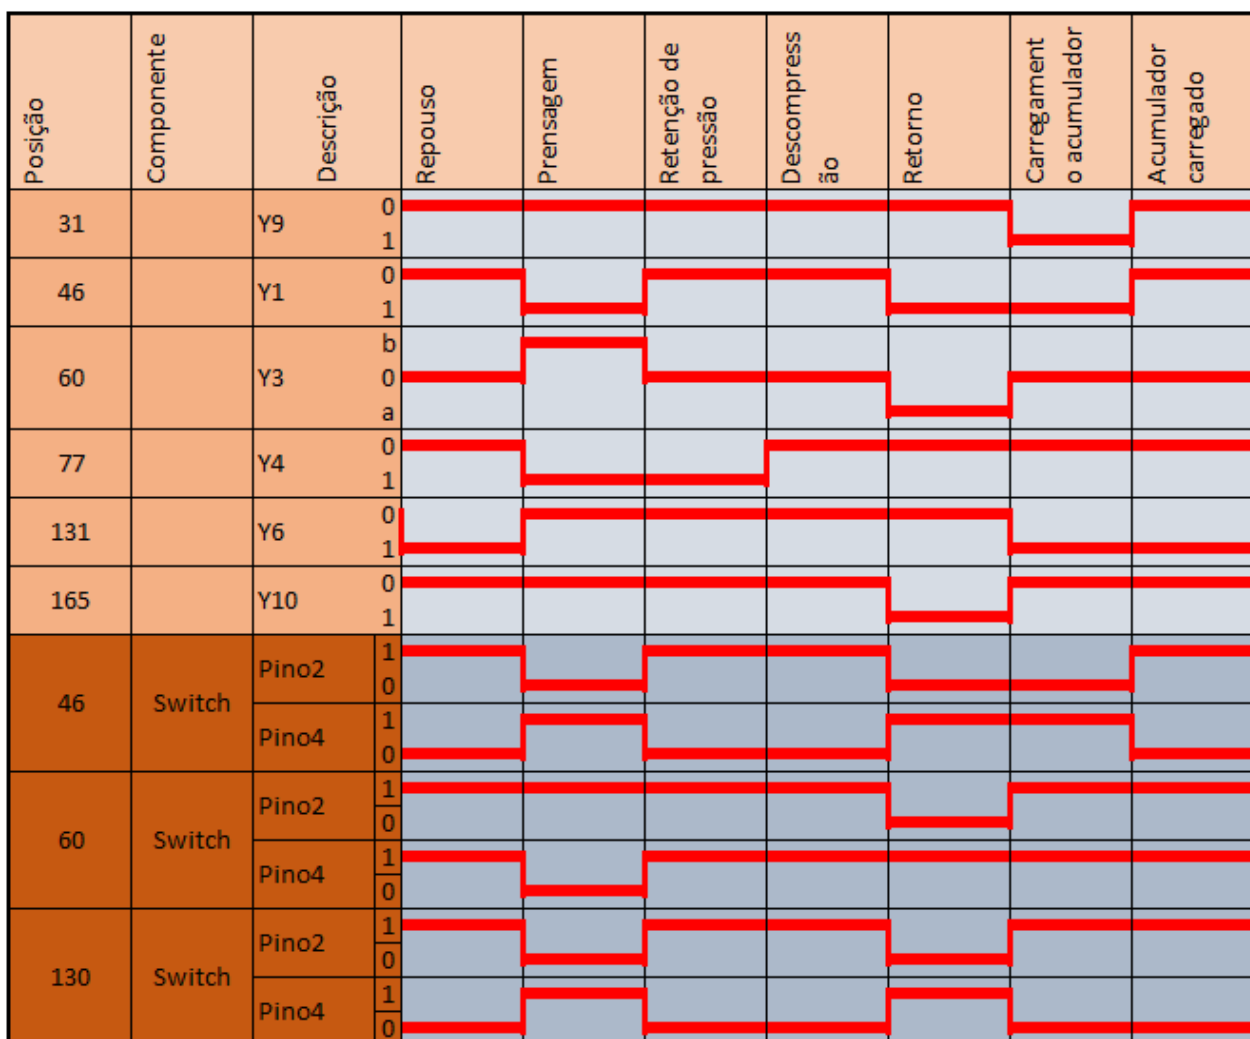 Posição
Componente
Descrição
Repouso
Prensagem
Retenção de
pressão
Descompress
ão
Retorno
Carregament
o acumulador
Acumulador
carregado
31 Y9 0
1
46 Y1 0
1
b
60 Y3 0
a
77 Y4 0
1
131 Y6 0
1
165 Y10 0
1
46 Switch Pino2 1
0
Pino4 1
0
60 Switch Pino2 1
0
Pino4 1
0
130 Switch Pino2 1
0
Pino4 1
0